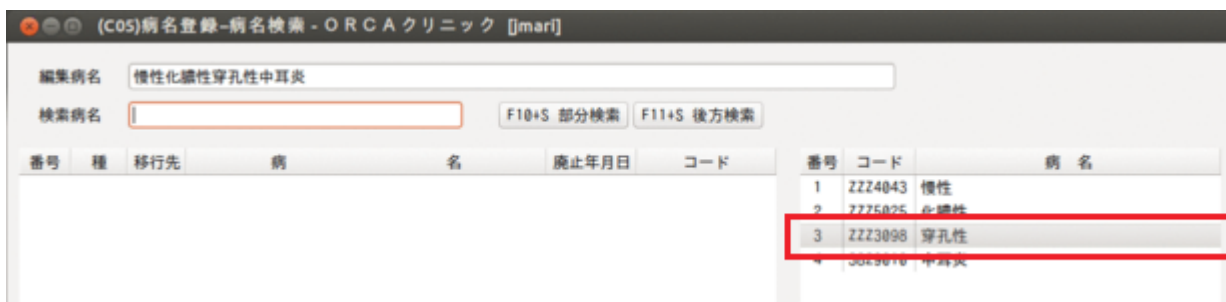 (C05)病名登録–病名検索 - ＯＲＣＡクリニック [jmari]
編集病名 慢性化膿性穿孔性中耳炎
検索病名 F10+S 部分検索 F11+S 後方検索
番号 種 移行先 病 名 廃止年月日 コード 番号 コード 病 名
1 ZZZ4043 慢性
2 ZZZ5025 化膿性
3 ZZZ3098 穿孔性
4 中耳炎